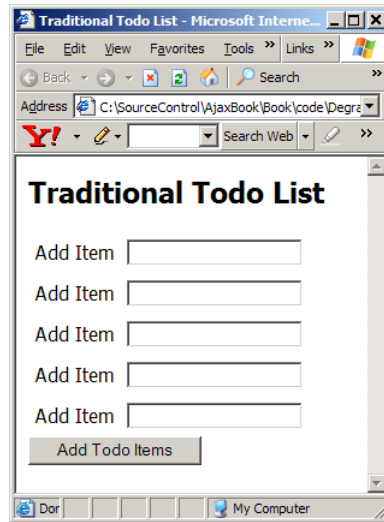 Traditional Todo List - Microsoft Interne...
File Edit View Favorites Tools » Links »
Back Search »
Address C:\SourceControl\AjaxBook\Book\code\Degra
Y! Search Web »
Traditional Todo List
Add Item
Add Item
Add Item
Add Item
Add Item
Add Todo Items
Dor My Computer